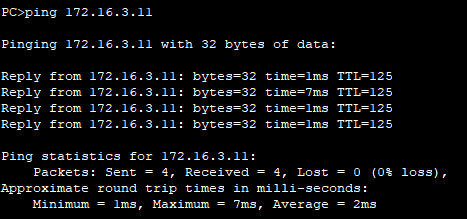 PC>ping 172.16.3.11
Pinging 172.16.3.11 with 32 bytes of data:
Reply from 172.16.3.11: bytes=32 time=1ms TTL=125
Reply from 172.16.3.11: bytes=32 time=7ms TTL=125
Reply from 172.16.3.11: bytes=32 time=1ms TTL=125
Reply from 172.16.3.11: bytes=32 time=1ms TTL=125
Ping statistics for 172.16.3.11:
    Packets: Sent = 4, Received = 4, Lost = 0 (0% loss),
Approximate round trip times in milli-seconds:
    Minimum = 1ms, Maximum = 7ms, Average = 2ms